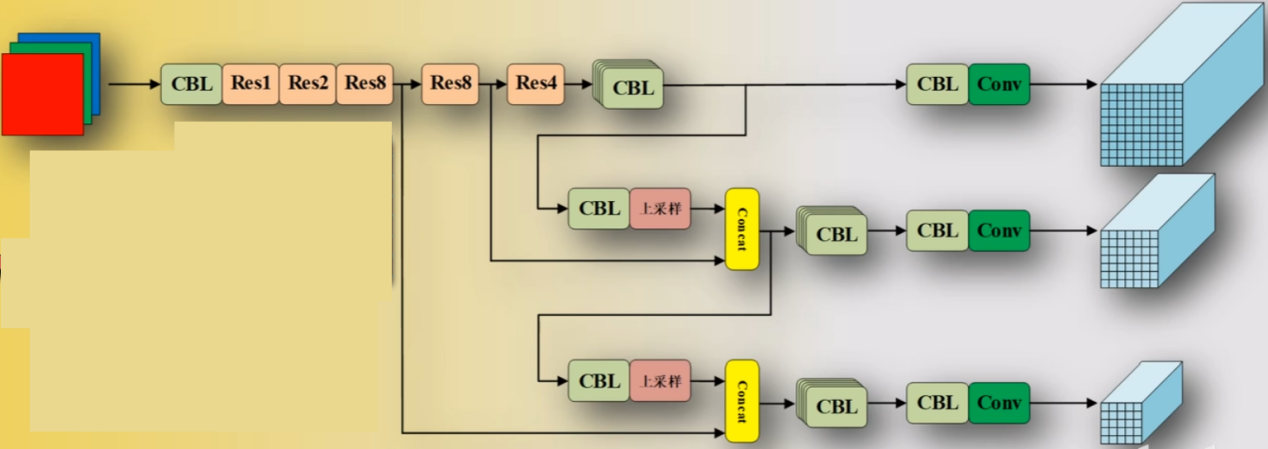 CBL Res1 Res2 Res8 Res8 Res4 CBL CBL Conv
CBL 上采样 Concat CBL CBL Conv
CBL 上采样 Concat CBL CBL Conv